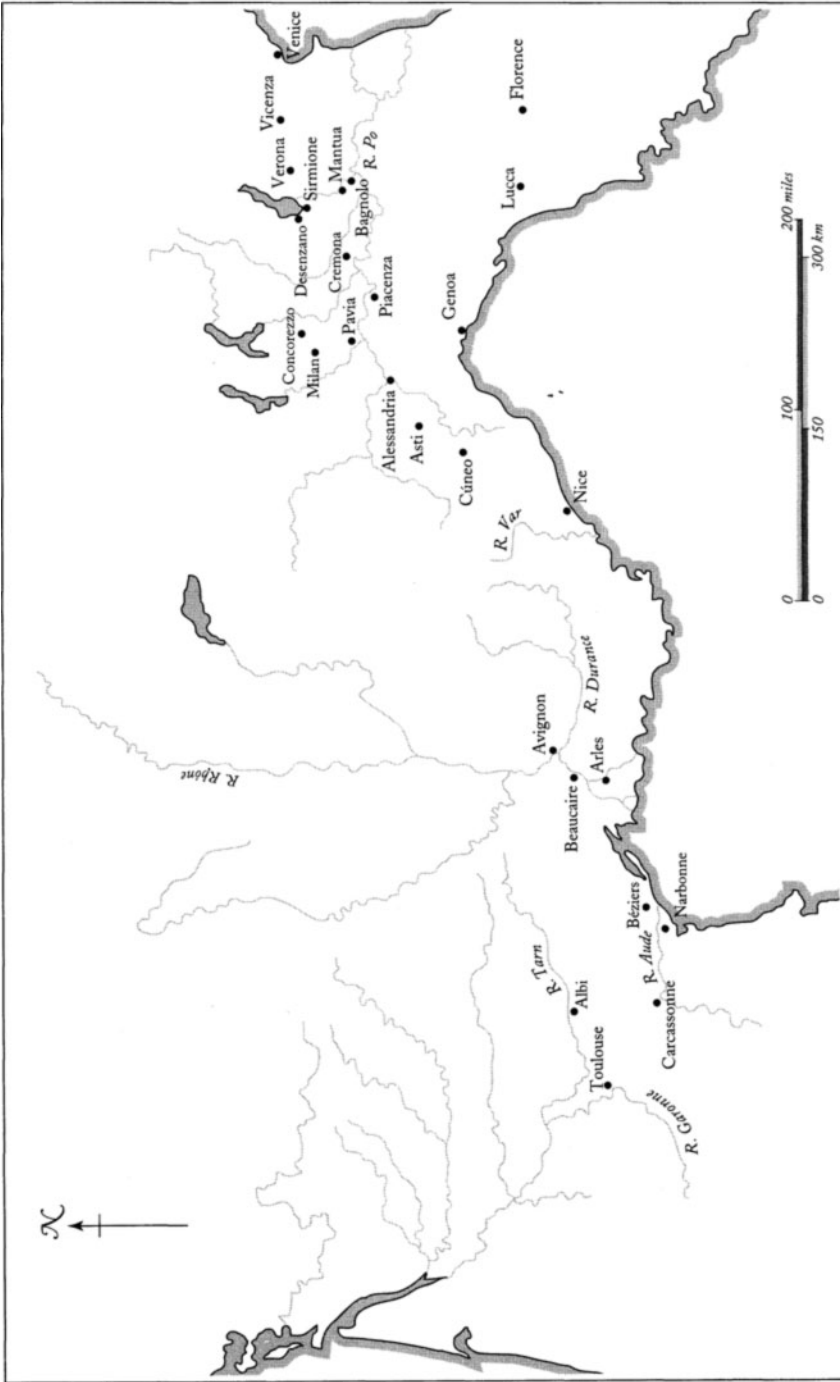 N
Venice
Vicenza
Verona
Sirmione
Desenzano
Mantua
R. Po
Bagnolo
Cremona
Concorezzo
Milan
Pavia
Piacenza
Alessandria
Asti
Cúneo
Genoa
Lucca
Florence
R. Var
Nice
R. Rhône
Avignon
R. Durance
Beaucaire
Arles
R. Tarn
Albi
Toulouse
R. Garonne
Béziers
R. Aude
Narbonne
Carcassonne
0 100 200 miles
0 150 300 km